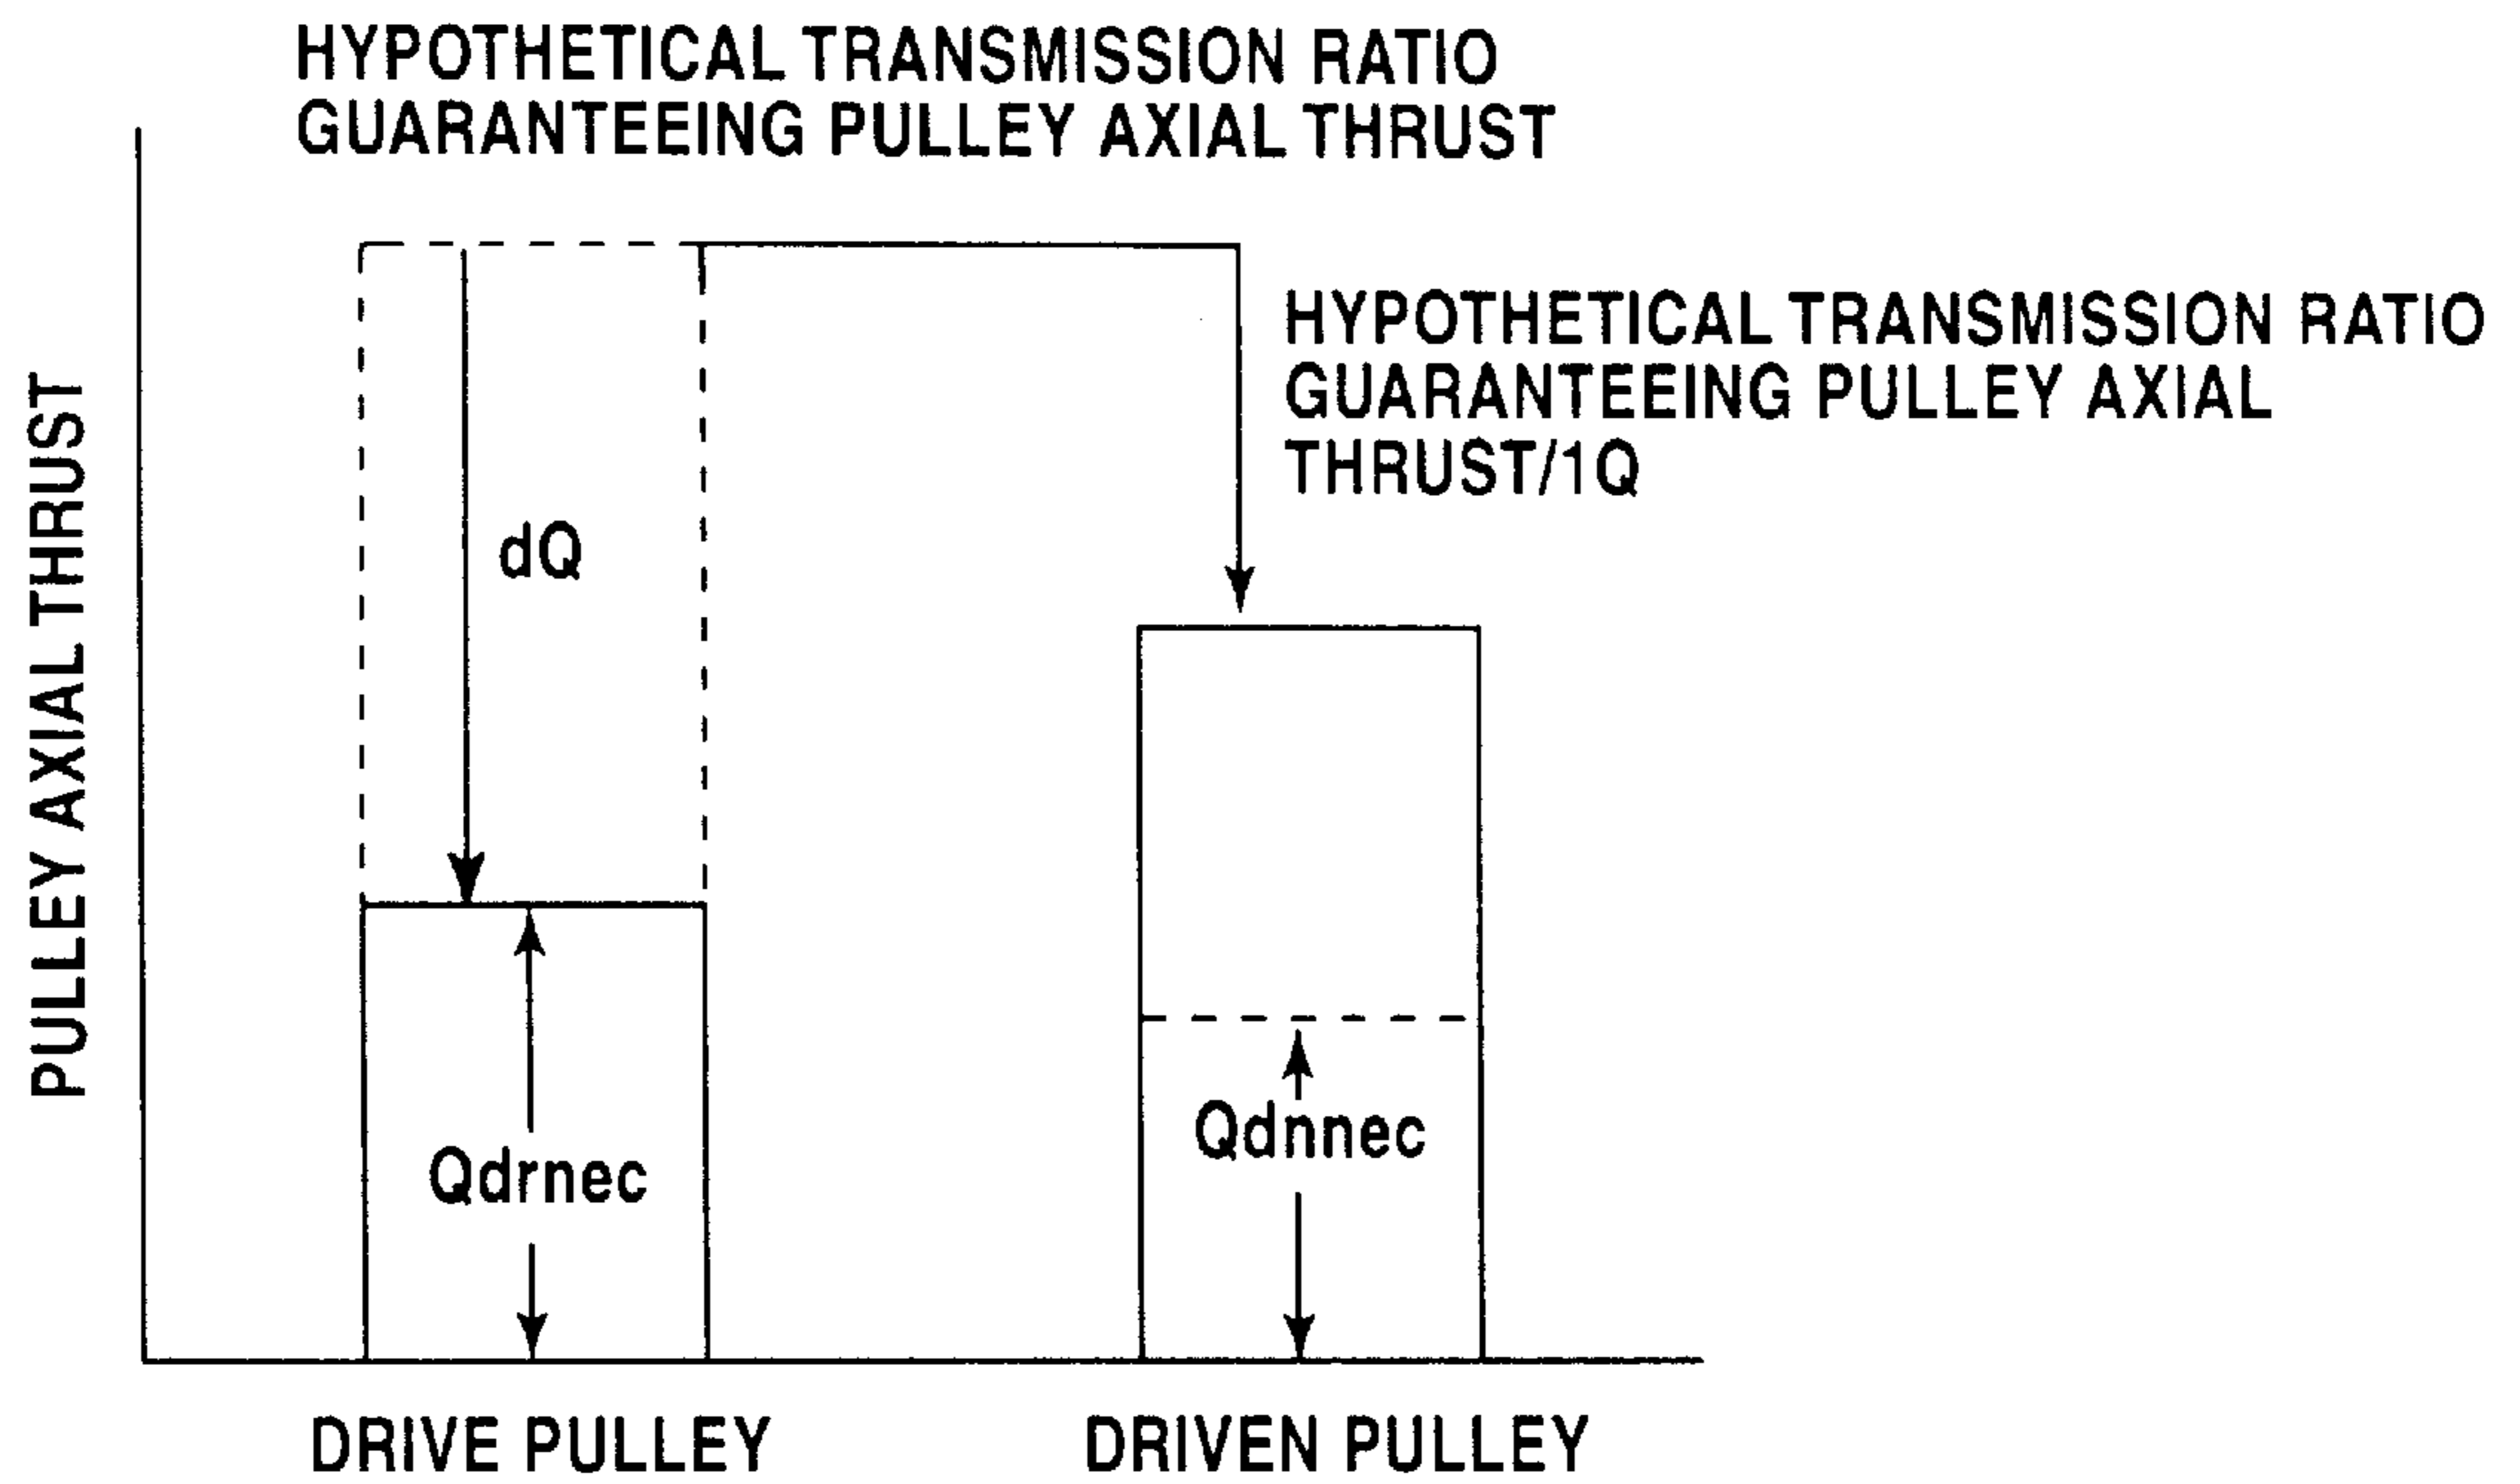 HYPOTHETICAL TRANSMISSION RATIO
GUARANTEEING PULLEY AXIAL THRUST
HYPOTHETICAL TRANSMISSION RATIO
GUARANTEEING PULLEY AXIAL
THRUST/1Q
PULLEY AXIAL THRUST
dQ
Qdrnec
Qdnnec
DRIVE PULLEY
DRIVEN PULLEY